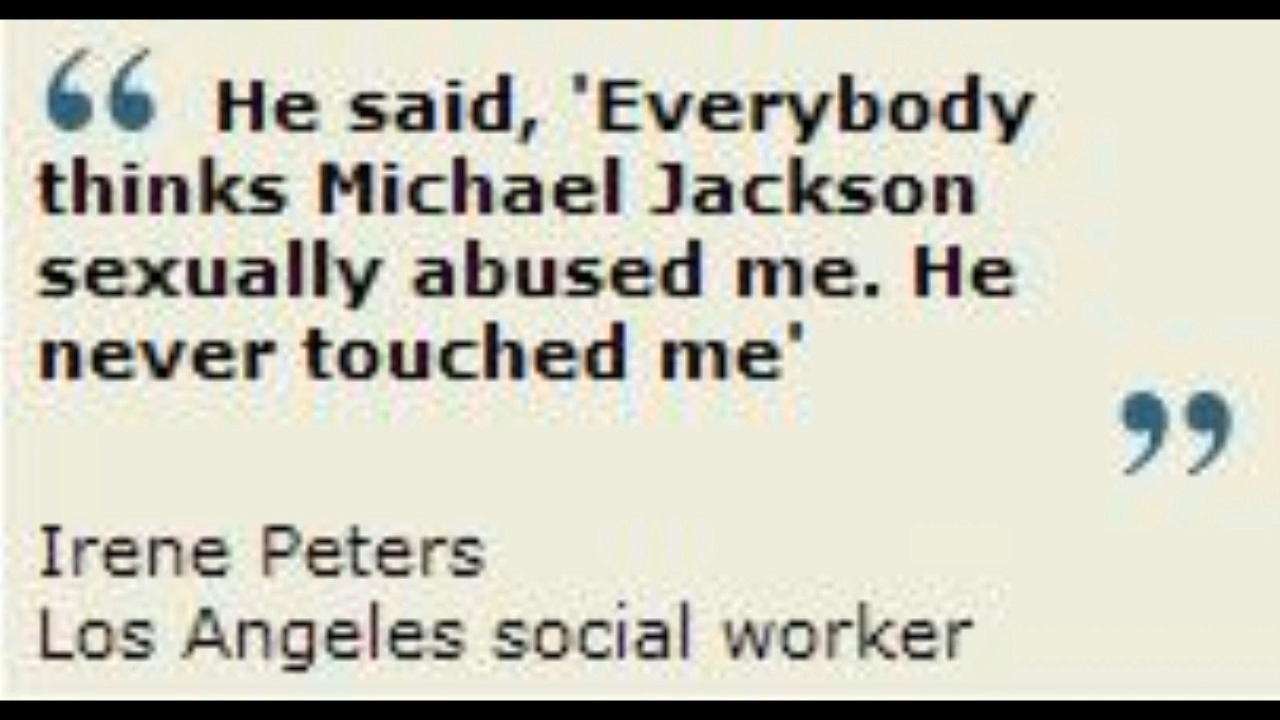 “ He said, 'Everybody
thinks Michael Jackson
sexually abused me. He
never touched me'
”
Irene Peters
Los Angeles social worker